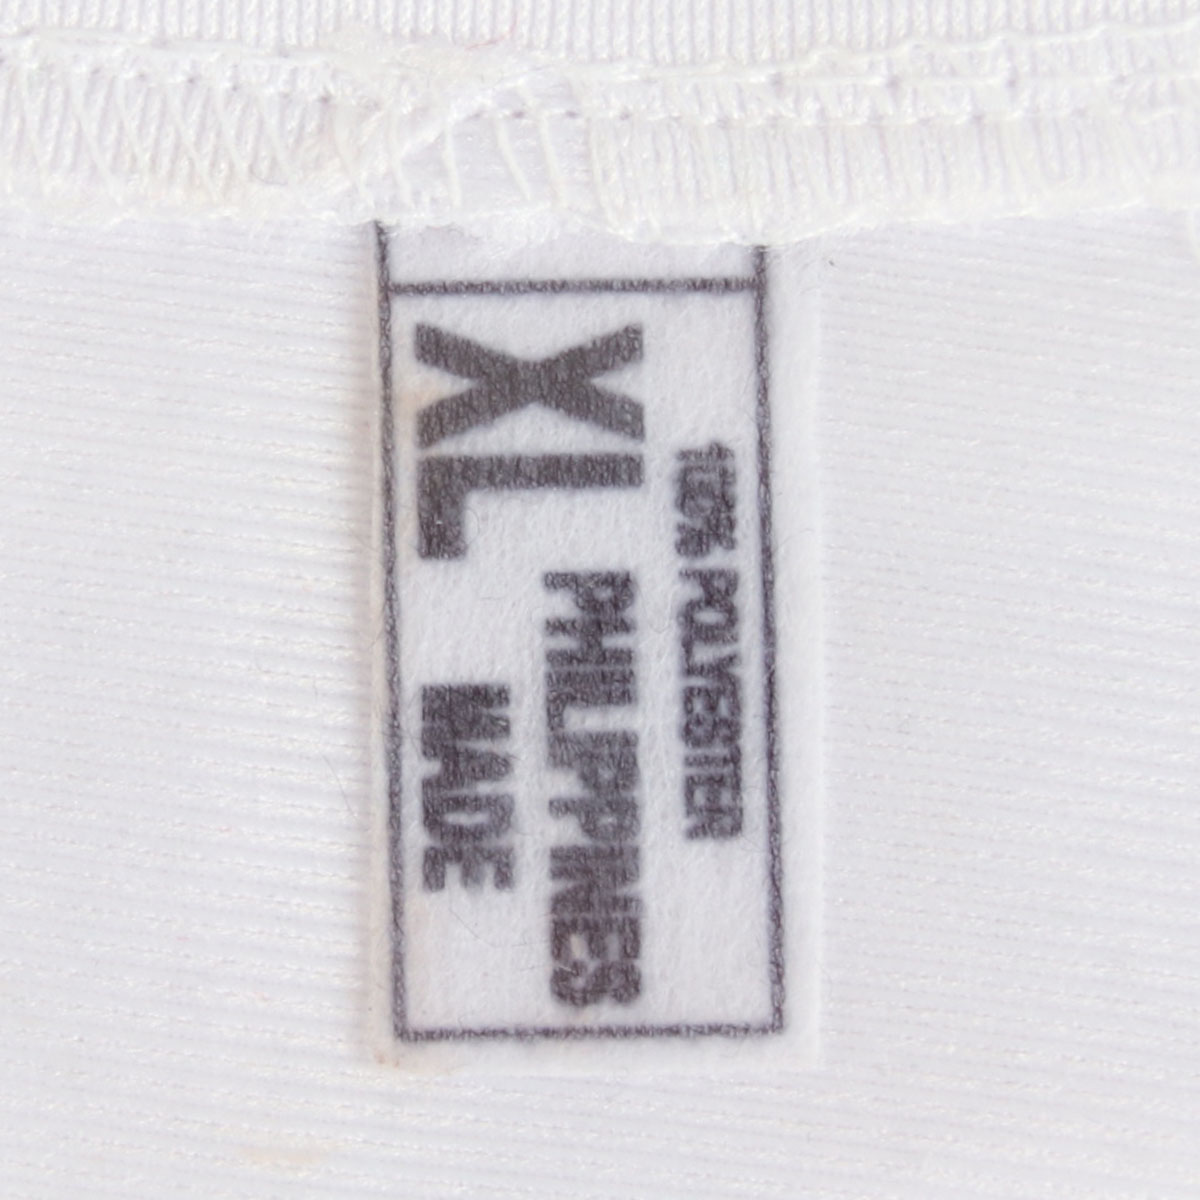 100% POLYESTER
XL
PHILIPPINES
MADE